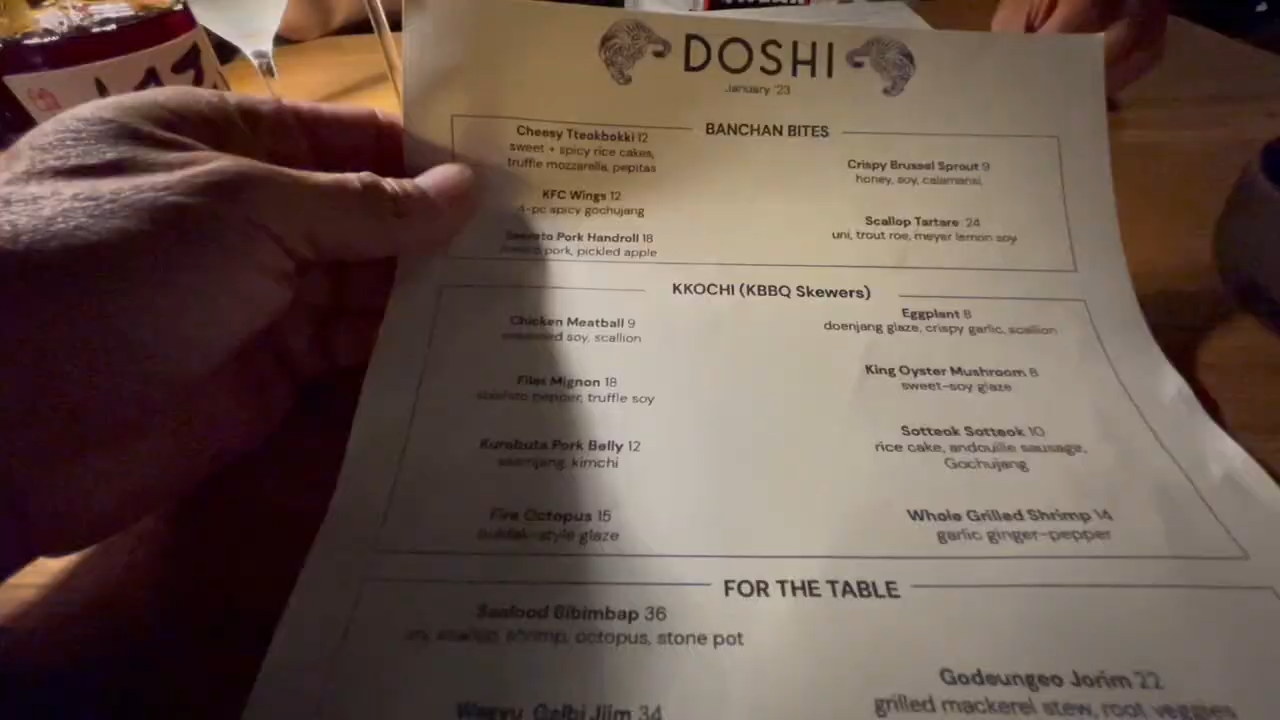 DOSHI
January '23
BANCHAN BITES
Cheesy Tteokbokki 12
sweet + spicy rice cakes,
truffle mozzarella, pepitas
KFC Wings 12
4-pc spicy gochujang
Pork Handroll 18
pork, pickled apple
Crispy Brussel Sprout 9
honey, soy, calamansi
Scallop Tartare 24
uni, trout roe, meyer lemon soy
KKOCHI (KBBQ Skewers)
Chicken Meatball 9
soy, scallion
Filet Mignon 18
pepper, truffle soy
Kurobuta Pork Belly 12
ssamjang, kimchi
Fire Octopus 15
style glaze
Eggplant 8
doenjang glaze, crispy garlic, scallion
King Oyster Mushroom 8
sweet-soy glaze
Sotteok Sotteok 10
rice cake, andouille sausage,
Gochujang
Whole Grilled Shrimp 14
garlic ginger-pepper
FOR THE TABLE
Seafood Bibimbap 36
uni, scallop, shrimp, octopus, stone pot
Wagyu Galbi Jjim 34
Godeungeo Jorim 22
grilled mackerel stew, root veggies